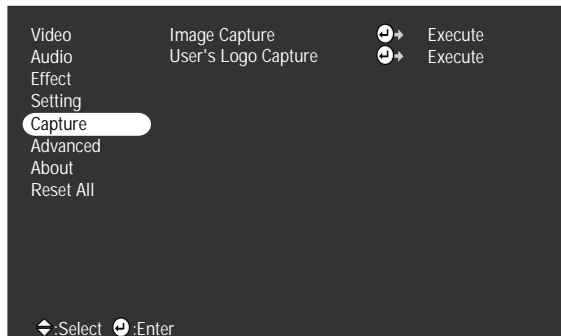 Video Image Capture Execute
Audio User's Logo Capture Execute
Effect
Setting
Capture
Advanced
About
Reset All
:Select :Enter